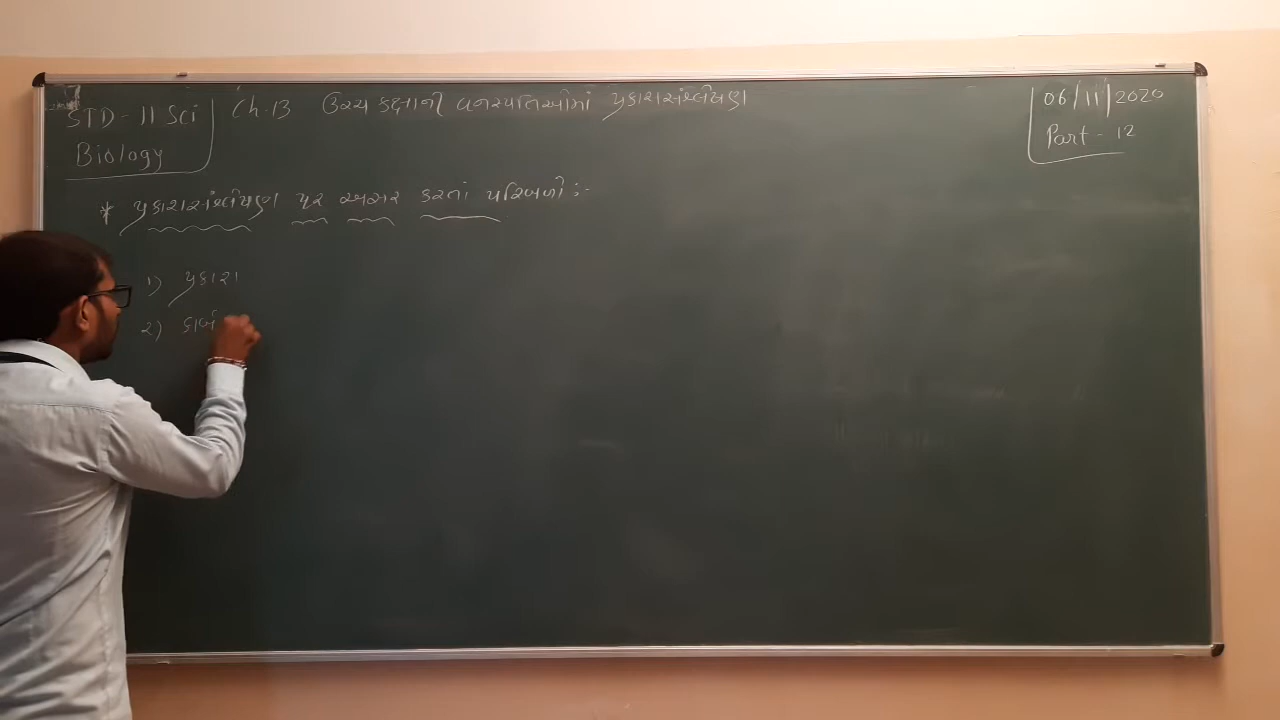 STD - 11 Sci
Biology
Ch-13 ઉચ્ચ કક્ષાની વનસ્પતિઓમાં પ્રકાશસંશ્લેષણ
06/11/2020
Part - 12
* પ્રકાશસંશ્લેષણ પર અસર કરતાં પરિબળો :-
1) પ્રકાશ
2) કાર્બ